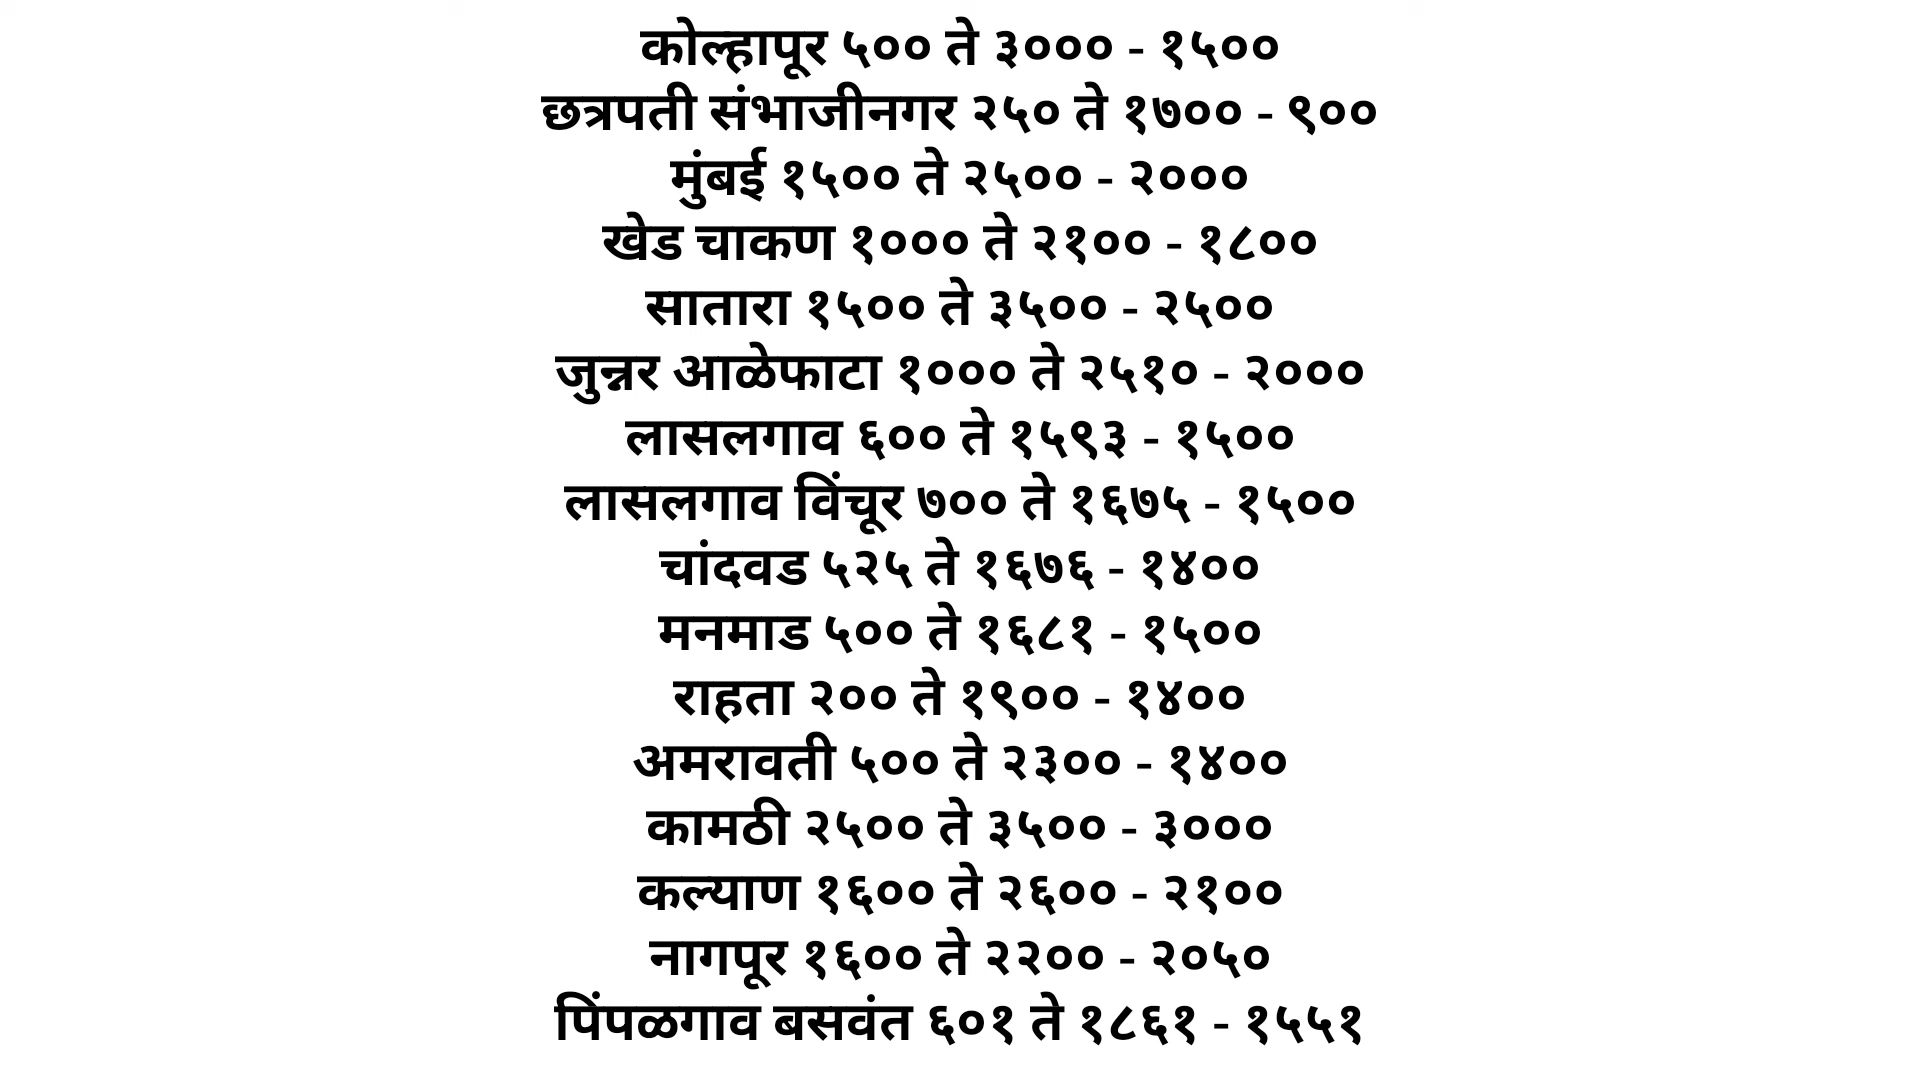 कोल्हापूर ५०० ते ३००० - १५००
छत्रपती संभाजीनगर २५० ते १७०० - ९००
मुंबई १५०० ते २५०० - २०००
खेड चाकण १००० ते २१०० - १८००
सातारा १५०० ते ३५०० - २५००
जुन्नर आळेफाटा १००० ते २५१० - २०००
लासलगाव ६०० ते १५९३ - १५००
लासलगाव विंचूर ७०० ते १६७५ - १५००
चांदवड ५२५ ते १६७६ - १४००
मनमाड ५०० ते १६८१ - १५००
राहता २०० ते १९०० - १४००
अमरावती ५०० ते २३०० - १४००
कामठी २५०० ते ३५०० - ३०००
कल्याण १६०० ते २६०० - २१००
नागपूर १६०० ते २२०० - २०५०
पिंपळगाव बसवंत ६०१ ते १८६१ - १५५१